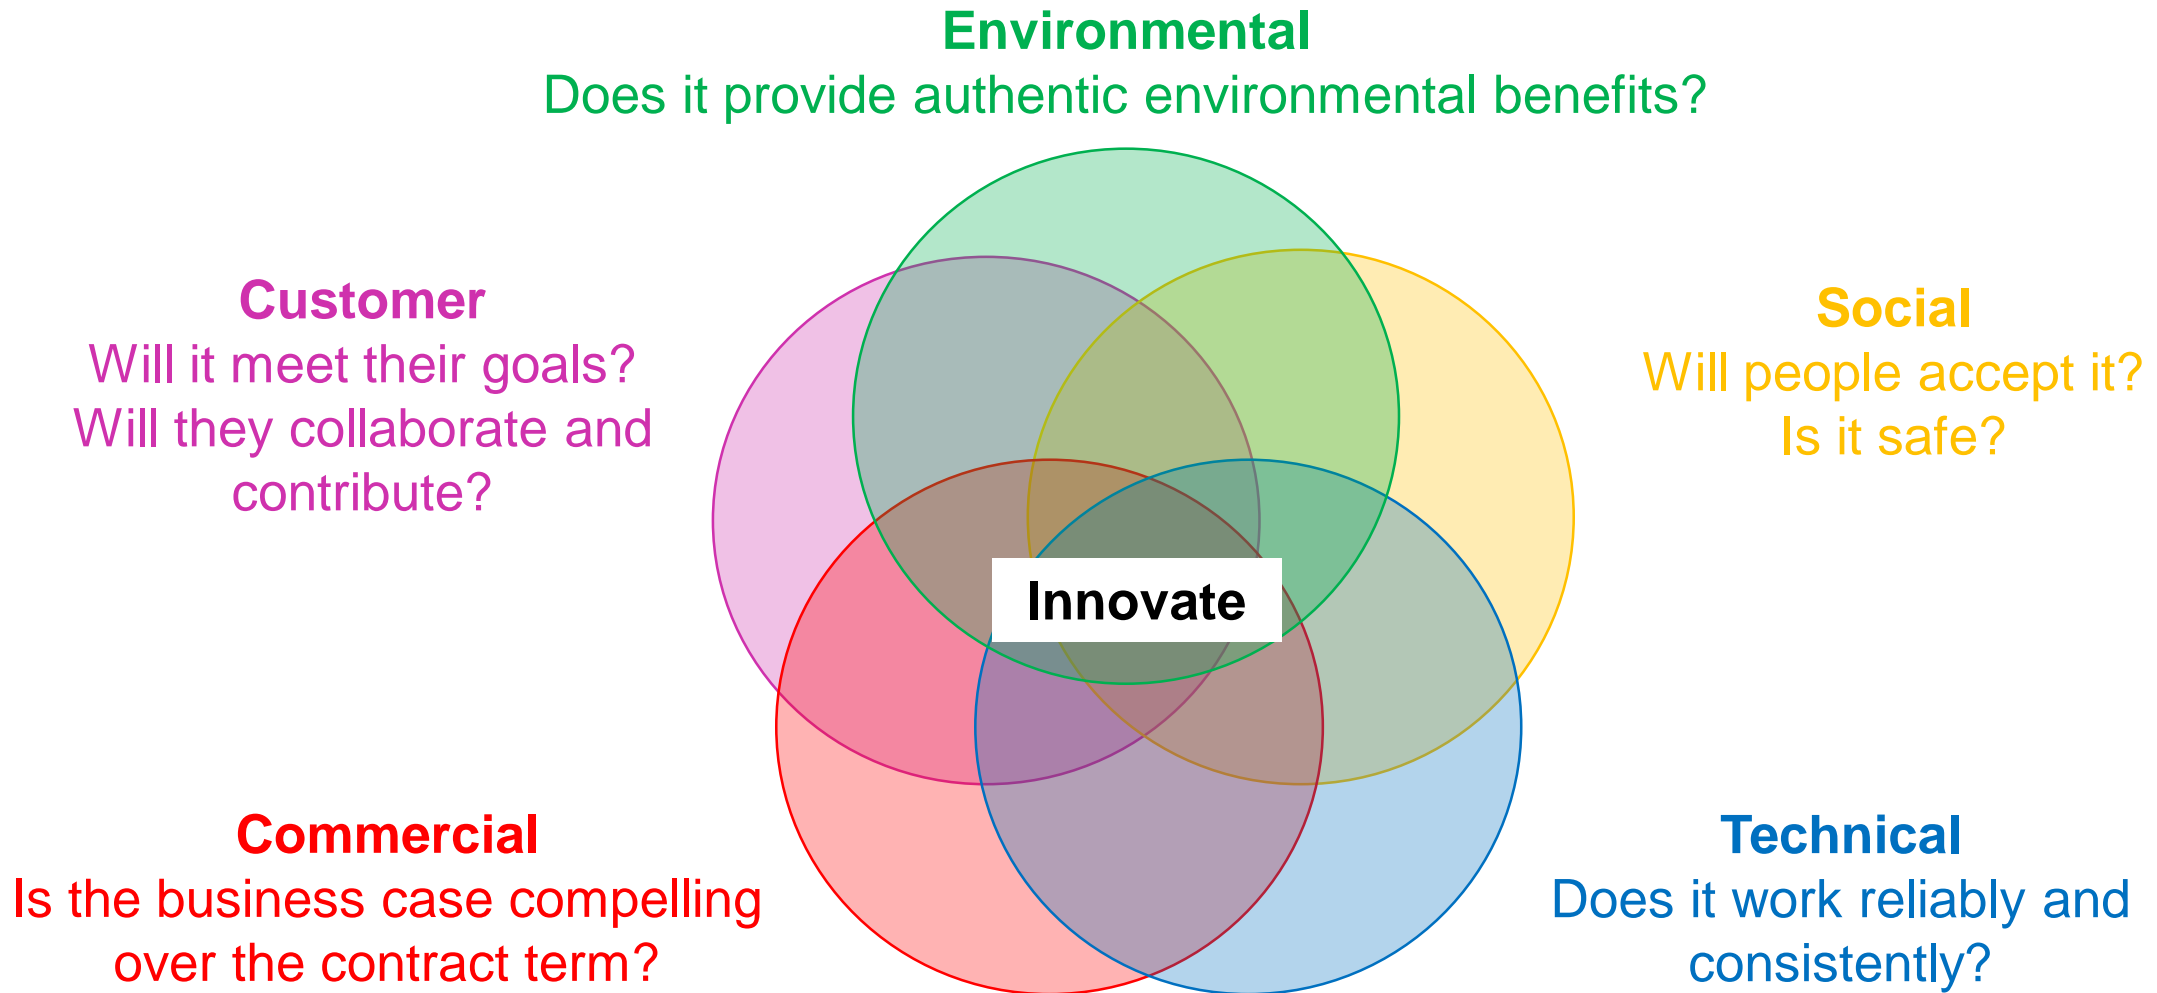 Environmental
Does it provide authentic environmental benefits?
Customer
Will it meet their goals?
Will they collaborate and
contribute?
Social
Will people accept it?
Is it safe?
Innovate
Commercial
Is the business case compelling
over the contract term?
Technical
Does it work reliably and
consistently?